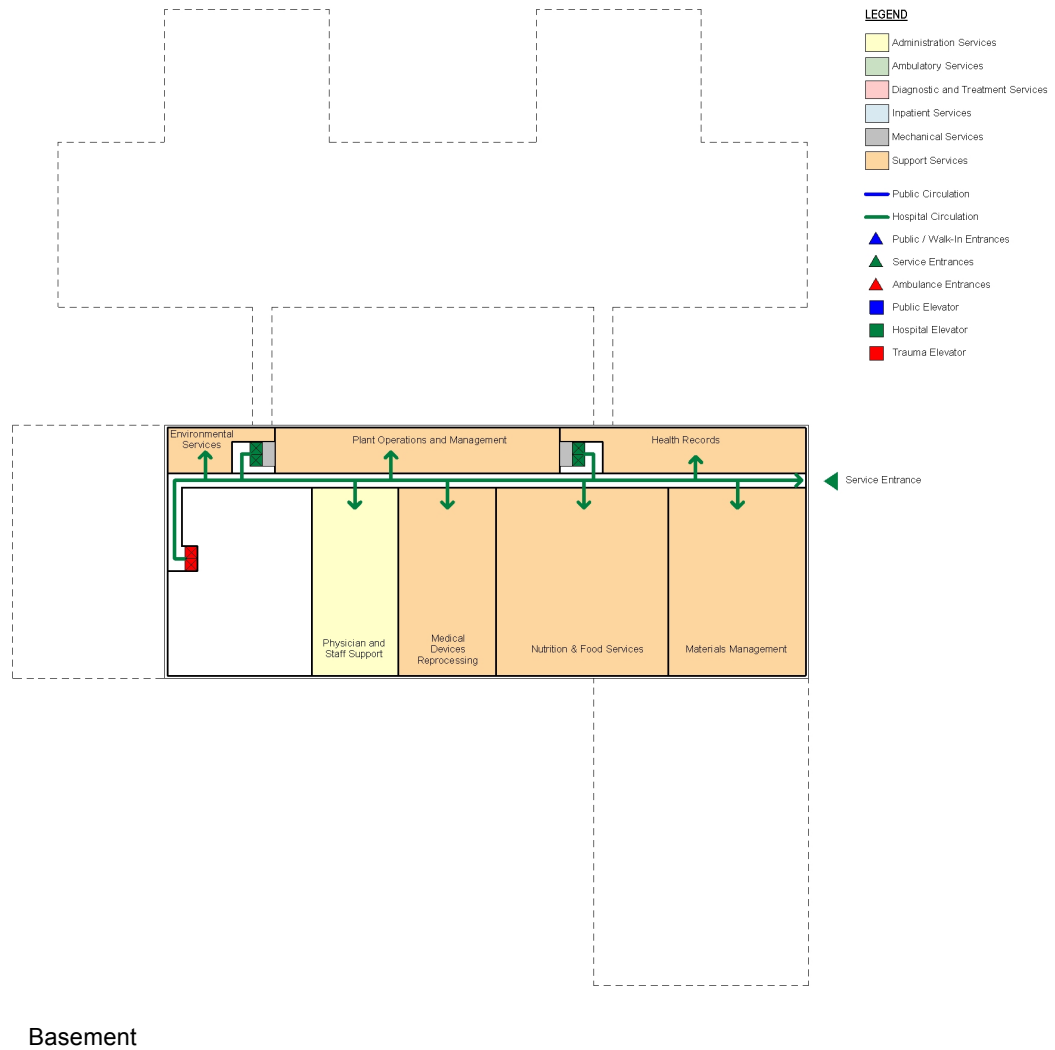 LEGEND
Administration Services
Ambulatory Services
Diagnostic and Treatment Services
Inpatient Services
Mechanical Services
Support Services
Public Circulation
Hospital Circulation
Public / Walk-In Entrances
Service Entrances
Ambulance Entrances
Public Elevator
Hospital Elevator
Trauma Elevator
Environmental
Services
Plant Operations and Management
Health Records
Service Entrance
Physician and
Staff Support
Medical
Devices
Reprocessing
Nutrition & Food Services
Materials Management
Basement